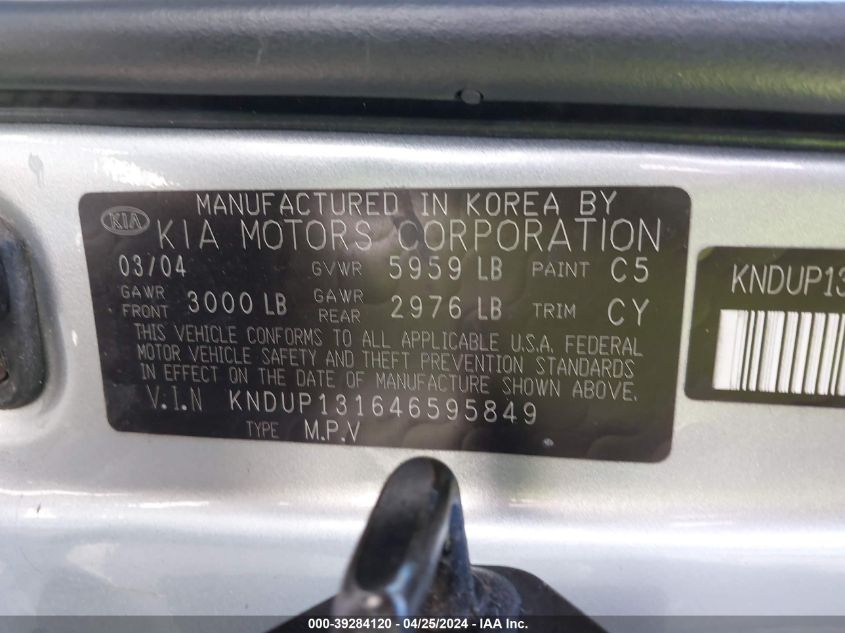 MANUFACTURED IN KOREA BY
KIA
KIA MOTORS CORPORATION
03/04 GVWR 5959 LB PAINT C5
GAWR FRONT 3000 LB GAWR REAR 2976 LB TRIM CY
THIS VEHICLE CONFORMS TO ALL APPLICABLE U.S.A. FEDERAL
MOTOR VEHICLE SAFETY AND THEFT PREVENTION STANDARDS
IN EFFECT ON THE DATE OF MANUFACTURE SHOWN ABOVE.
V.I.N KNDUP131646595849
TYPE M.P.V
KNDUP13
000-39284120 / 04/25/2024 - IAA Inc.